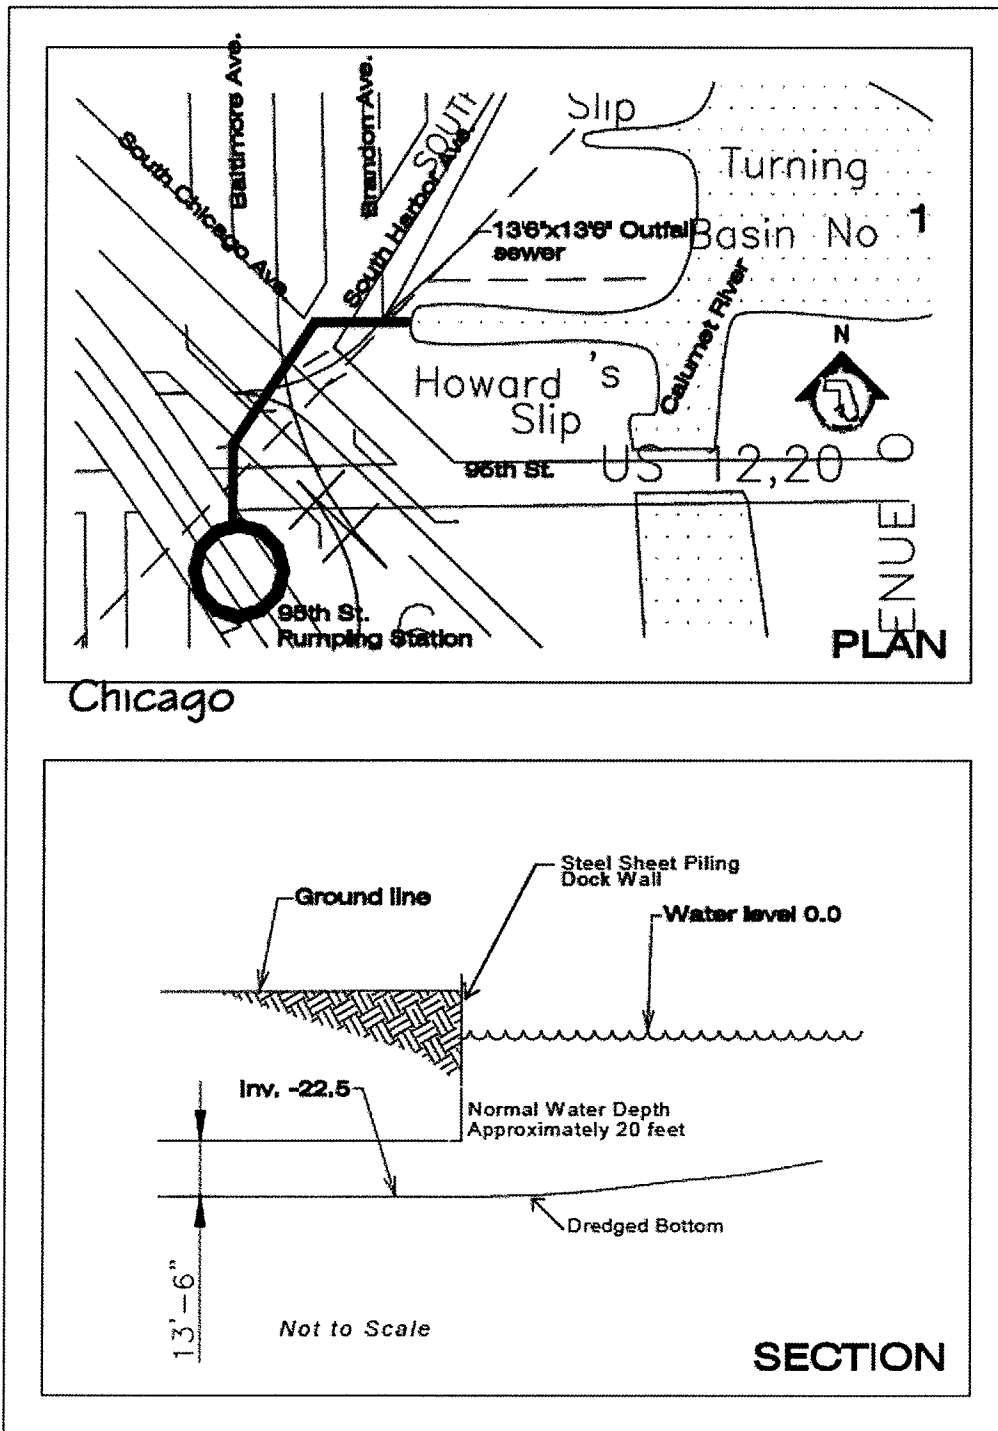 Baltimore Ave.
Brandon Ave.
SOUTH
South Chicago Ave.
South Harbor Ave.
Slip
Turning
Basin No 1
13'6"x13'6" Outfall
sewer
Calumet River
N
Howard 's
Slip
95th St.
US 12,20
ENUE
95th St.
Pumping Station
PLAN
Chicago
Steel Sheet Piling
Dock Wall
Ground line
Water level 0.0
Inv. -22.5
Normal Water Depth
Approximately 20 feet
Dredged Bottom
13'-6"
Not to Scale
SECTION